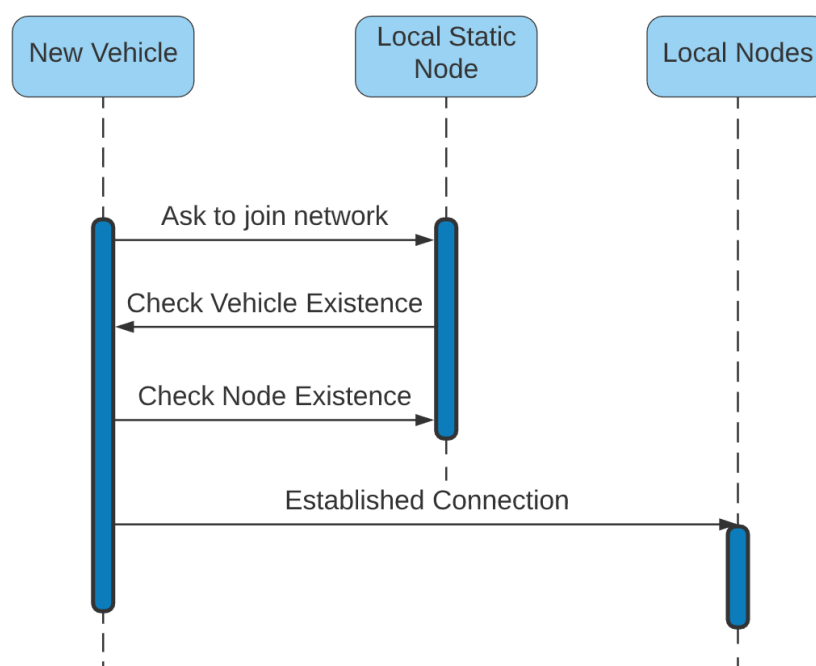 New Vehicle
Local Static
Node
Local Nodes
Ask to join network
Check Vehicle Existence
Check Node Existence
Established Connection